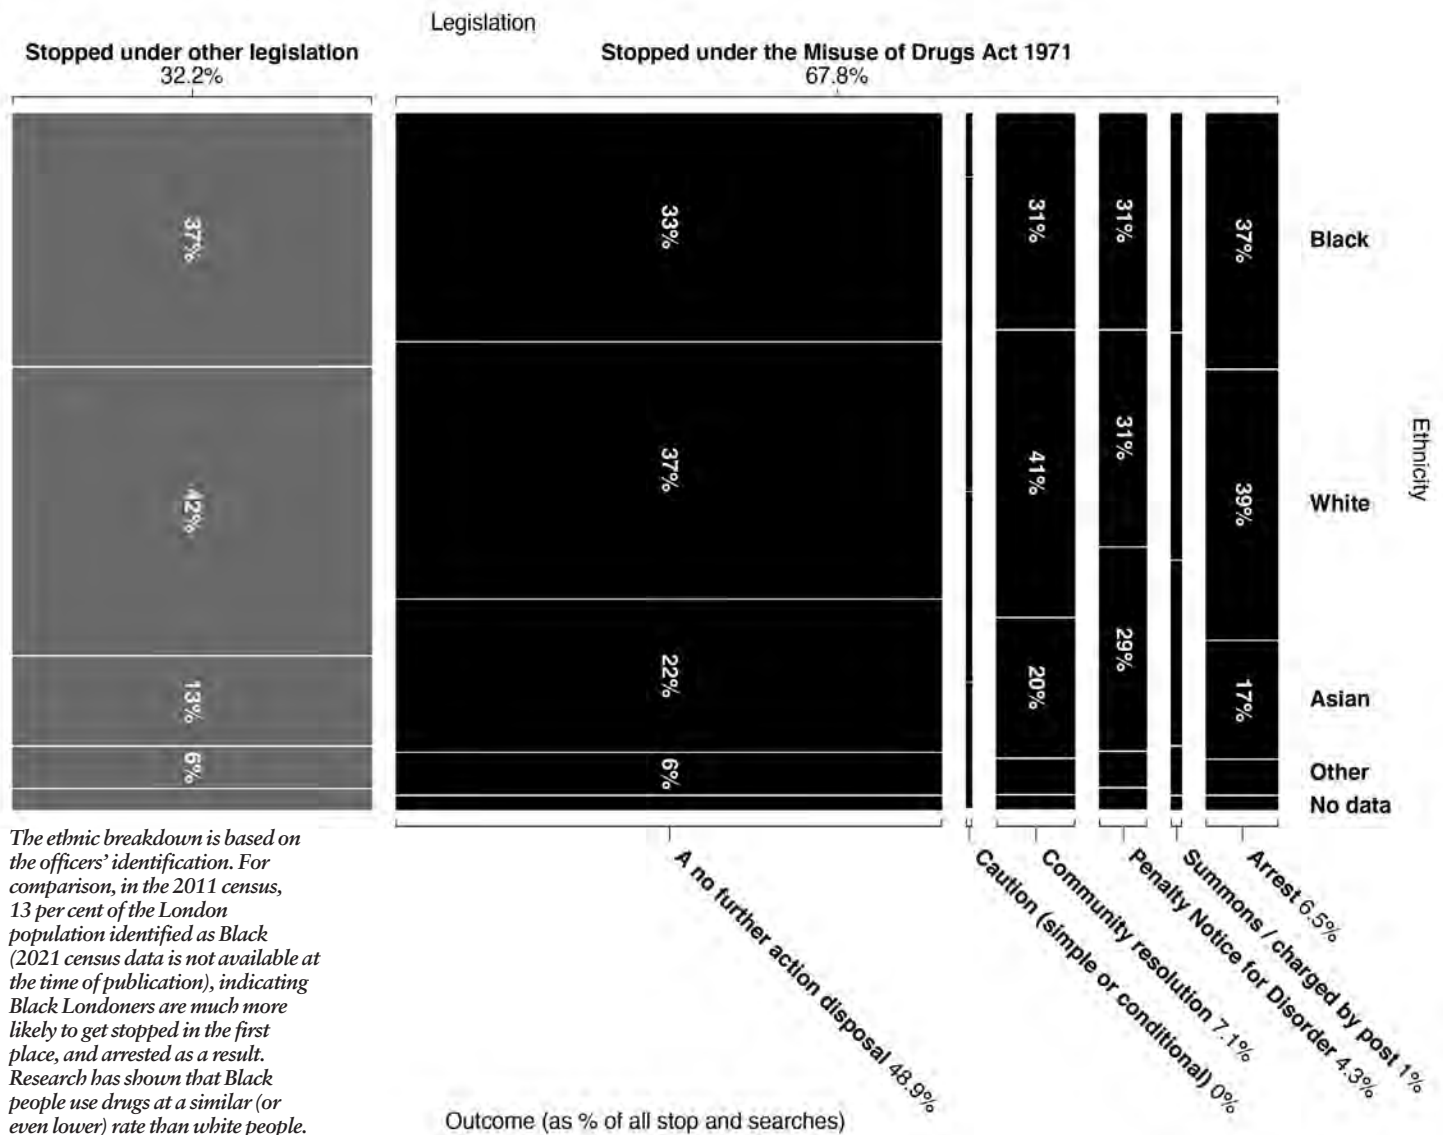 Legislation
Stopped under other legislation
32.2%
Stopped under the Misuse of Drugs Act 1971
67.8%
37%
42%
13%
6%
33%
37%
22%
6%
31%
41%
20%
31%
31%
29%
37%
39%
17%
Black
White
Asian
Other
No data
Ethnicity
A no further action disposal 48.9%
Caution (simple or conditional) 0%
Community resolution 7.1%
Penalty Notice for Disorder 4.3%
Summons / charged by post 1%
Arrest 6.5%
Outcome (as % of all stop and searches)
The ethnic breakdown is based on
the officers' identification. For
comparison, in the 2011 census,
13 per cent of the London
population identified as Black
(2021 census data is not available at
the time of publication), indicating
Black Londoners are much more
likely to get stopped in the first
place, and arrested as a result.
Research has shown that Black
people use drugs at a similar (or
even lower) rate than white people.